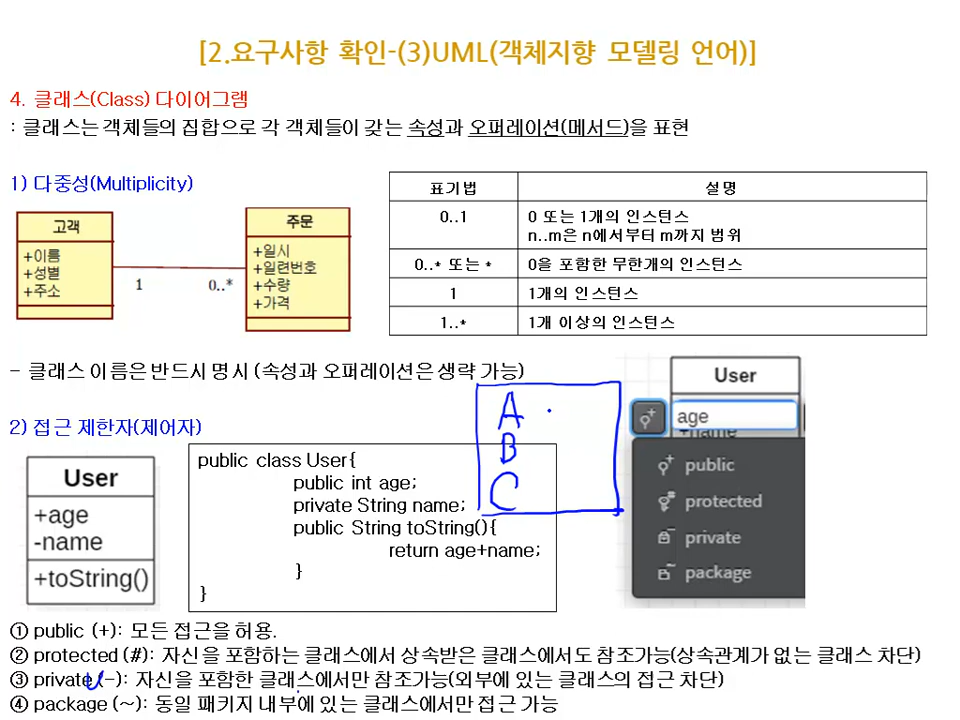 [2.요구사항 확인-(3)UML(객체지향 모델링 언어)]
4. 클래스(Class) 다이어그램
: 클래스는 객체들의 집합으로 각 객체들이 갖는 속성과 오퍼레이션(메서드)을 표현
1) 다중성(Multiplicity)
고객
+이름
+성별
+주소
1
0..*
주문
+일시
+일련번호
+수량
+가격
표기법 설명
0..1 0 또는 1개의 인스턴스
n..m은 n에서부터 m까지 범위
0..* 또는 * 0을 포함한 무한개의 인스턴스
1 1개의 인스턴스
1..* 1개 이상의 인스턴스
- 클래스 이름은 반드시 명시 (속성과 오퍼레이션은 생략 가능)
2) 접근 제한자(제어자)
User
+age
-name
+toString()
public class User{
public int age;
private String name;
public String toString(){
return age+name;
}
}
A
B
C
User
age
+name
public
protected
private
package
① public (+): 모든 접근을 허용.
② protected (#): 자신을 포함하는 클래스에서 상속받은 클래스에서도 참조가능(상속관계가 없는 클래스 차단)
③ private (-): 자신을 포함한 클래스에서만 참조가능(외부에 있는 클래스의 접근 차단)
④ package (~): 동일 패키지 내부에 있는 클래스에서만 접근 가능